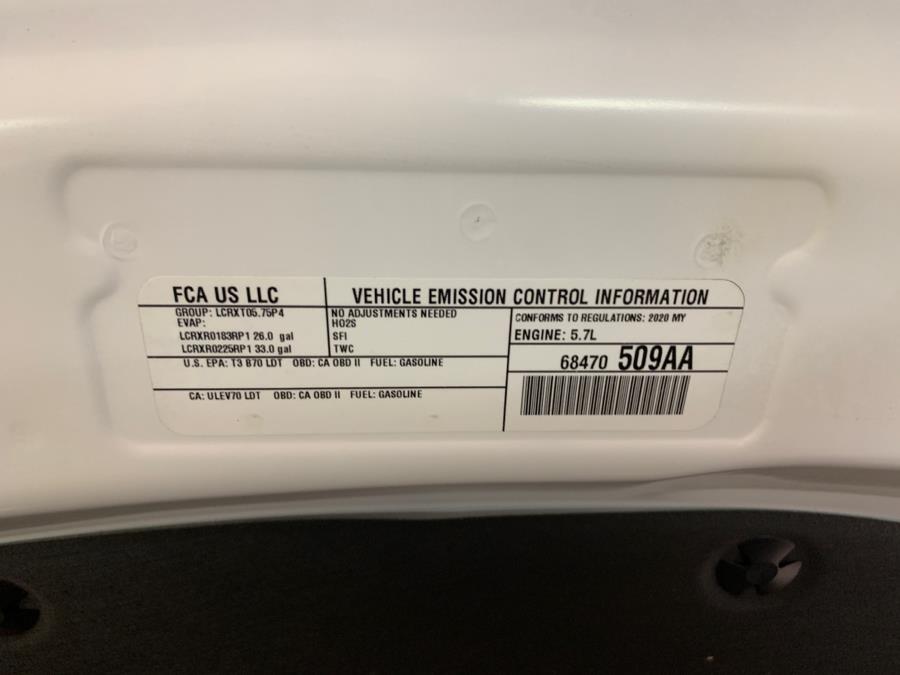 FCA US LLC
VEHICLE EMISSION CONTROL INFORMATION
GROUP: LCRXT05.75P4
EVAP:
LCRXR0183RP1 26.0 gal
LCRXR0225RP1 33.0 gal
NO ADJUSTMENTS NEEDED
HO2S
SFI
TWC
CONFORMS TO REGULATIONS: 2020 MY
ENGINE: 5.7L
68470 509AA
U.S. EPA: T3 B70 LDT OBD: CA OBD II FUEL: GASOLINE
CA: ULEV70 LDT OBD: CA OBD II FUEL: GASOLINE